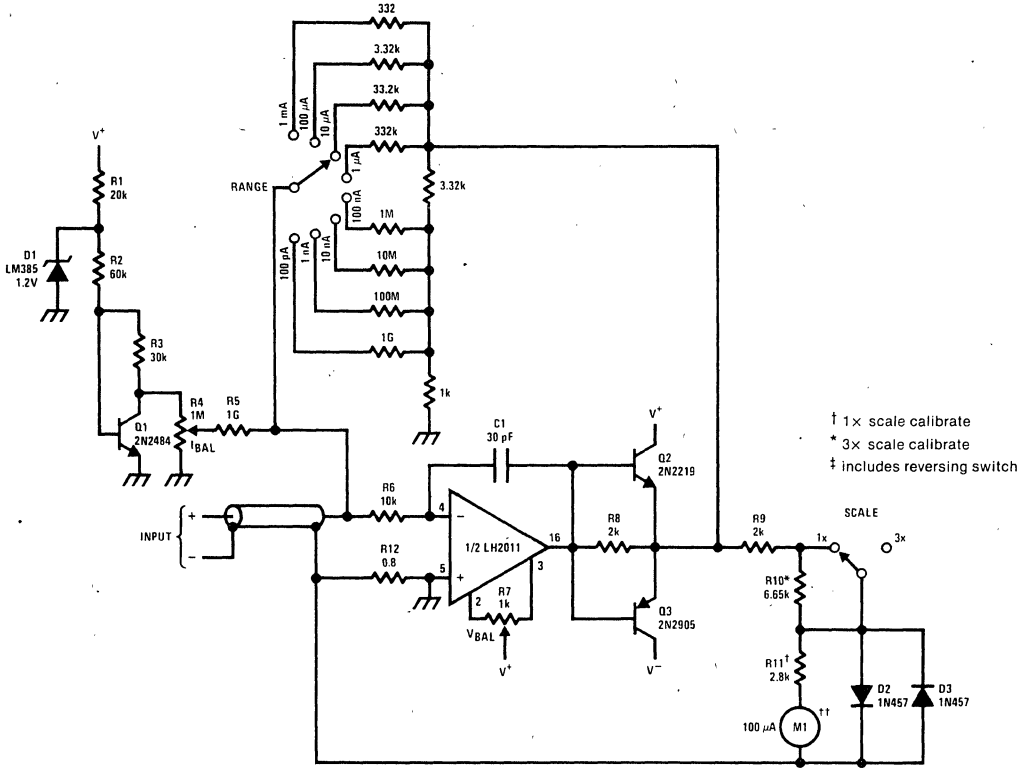 332
3.32k
33.2k
332k
1 mA
100 μA
10 μA
1 μA
RANGE
3.32k
100 nA
10 nA
1 nA
100 pA
1M
10M
100M
1G
1k
V+
R1
20k
D1
LM385
1.2V
R2
60k
R3
30k
R4
1M
R5
1G
Q1
2N2484
IBAL
C1
30 pF
V+
Q2
2N2219
† 1× scale calibrate
* 3× scale calibrate
‡ includes reversing switch
INPUT
+
−
R6
10k
4
−
1/2 LH2011
16
R8
2k
R9
2k
SCALE
1x
3x
R12
0.8
5
+
3
2
R7
1k
VBAL
V+
Q3
2N2905
V−
R10*
6.65k
R11†
2.8k
D2
1N457
D3
1N457
100 μA
M1
††